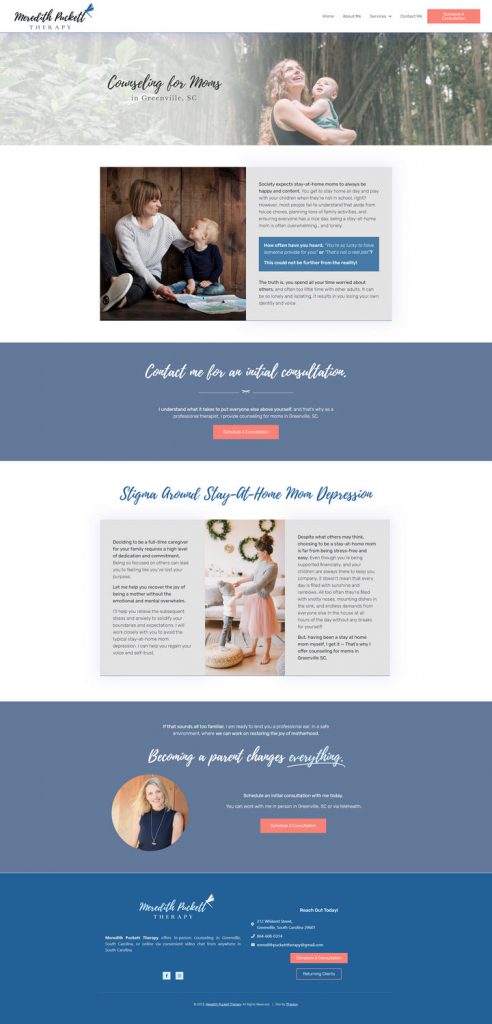 Meredith Puckett
THERAPY
Home
About Me
Services
Contact Me
Schedule A
Consultation
Counseling for Moms
in Greenville, SC
Society expects stay-at-home moms to always be
happy and content. You get to stay home all day and play
with your children when they're not in school, right?
However, most people fail to understand that aside from
house chores, planning tons of family activities, and
ensuring everyone has a nice day, being a stay-at-home
mom is often overwhelming… and lonely.
How often have you heard, "You're so lucky to have
someone provide for you" or "That's not a real job"?
This could not be further from the reality!
The truth is, you spend all your time worried about
others, and often too little time with other adults. It can
be so lonely and isolating, it results in you losing your own
identity and voice.
Contact me for an initial consultation.
I understand what it takes to put everyone else above yourself, and that's why as a
professional therapist, I provide counseling for moms in Greenville, SC.
Schedule A Consultation
Stigma Around Stay-At-Home Mom Depression
Deciding to be a full-time caregiver
for your family requires a high level
of dedication and commitment.
Being so focused on others can lead
you to feeling like you've lost your
purpose.
Let me help you recover the joy of
being a mother without the
emotional and mental overwhelm.
I'll help you relieve the subsequent
stress and anxiety to solidify your
boundaries and expectations. I will
work closely with you to avoid the
typical stay-at-home mom
depression. I can help you regain your
voice and self-trust.
Despite what others may think,
choosing to be a stay-at-home mom
is far from being stress-free and
easy. Even though you're being
supported financially, and your
children are always there to keep you
company, it doesn't mean that every
day is filled with sunshine and
rainbows. All too often they're filled
with snotty noses, mounting dishes in
the sink, and endless demands from
everyone else in the house at all
hours of the day without any breaks
for yourself!
But, having been a stay at home
mom myself, I get it – That's why I
offer counseling for moms in
Greenville SC.
If that sounds all too familiar, I am ready to lend you a professional ear, in a safe
environment, where we can work on restoring the joy of motherhood.
Becoming a parent changes everything.
Schedule an initial consultation with me today.
You can work with me in person in Greenville, SC or via telehealth.
Schedule A Consultation
Meredith Puckett
THERAPY
Meredith Puckett Therapy offers in-person counseling in Greenville,
South Carolina, or online via convenient video chat from anywhere in
South Carolina.
Reach Out Today!
Greenville, South Carolina 29601
864-608-0314
meredithpucketttherapy@gmail.com
Schedule A Consultation
Returning Clients
Meredith Puckett Therapy All Rights Reserved. | Site By